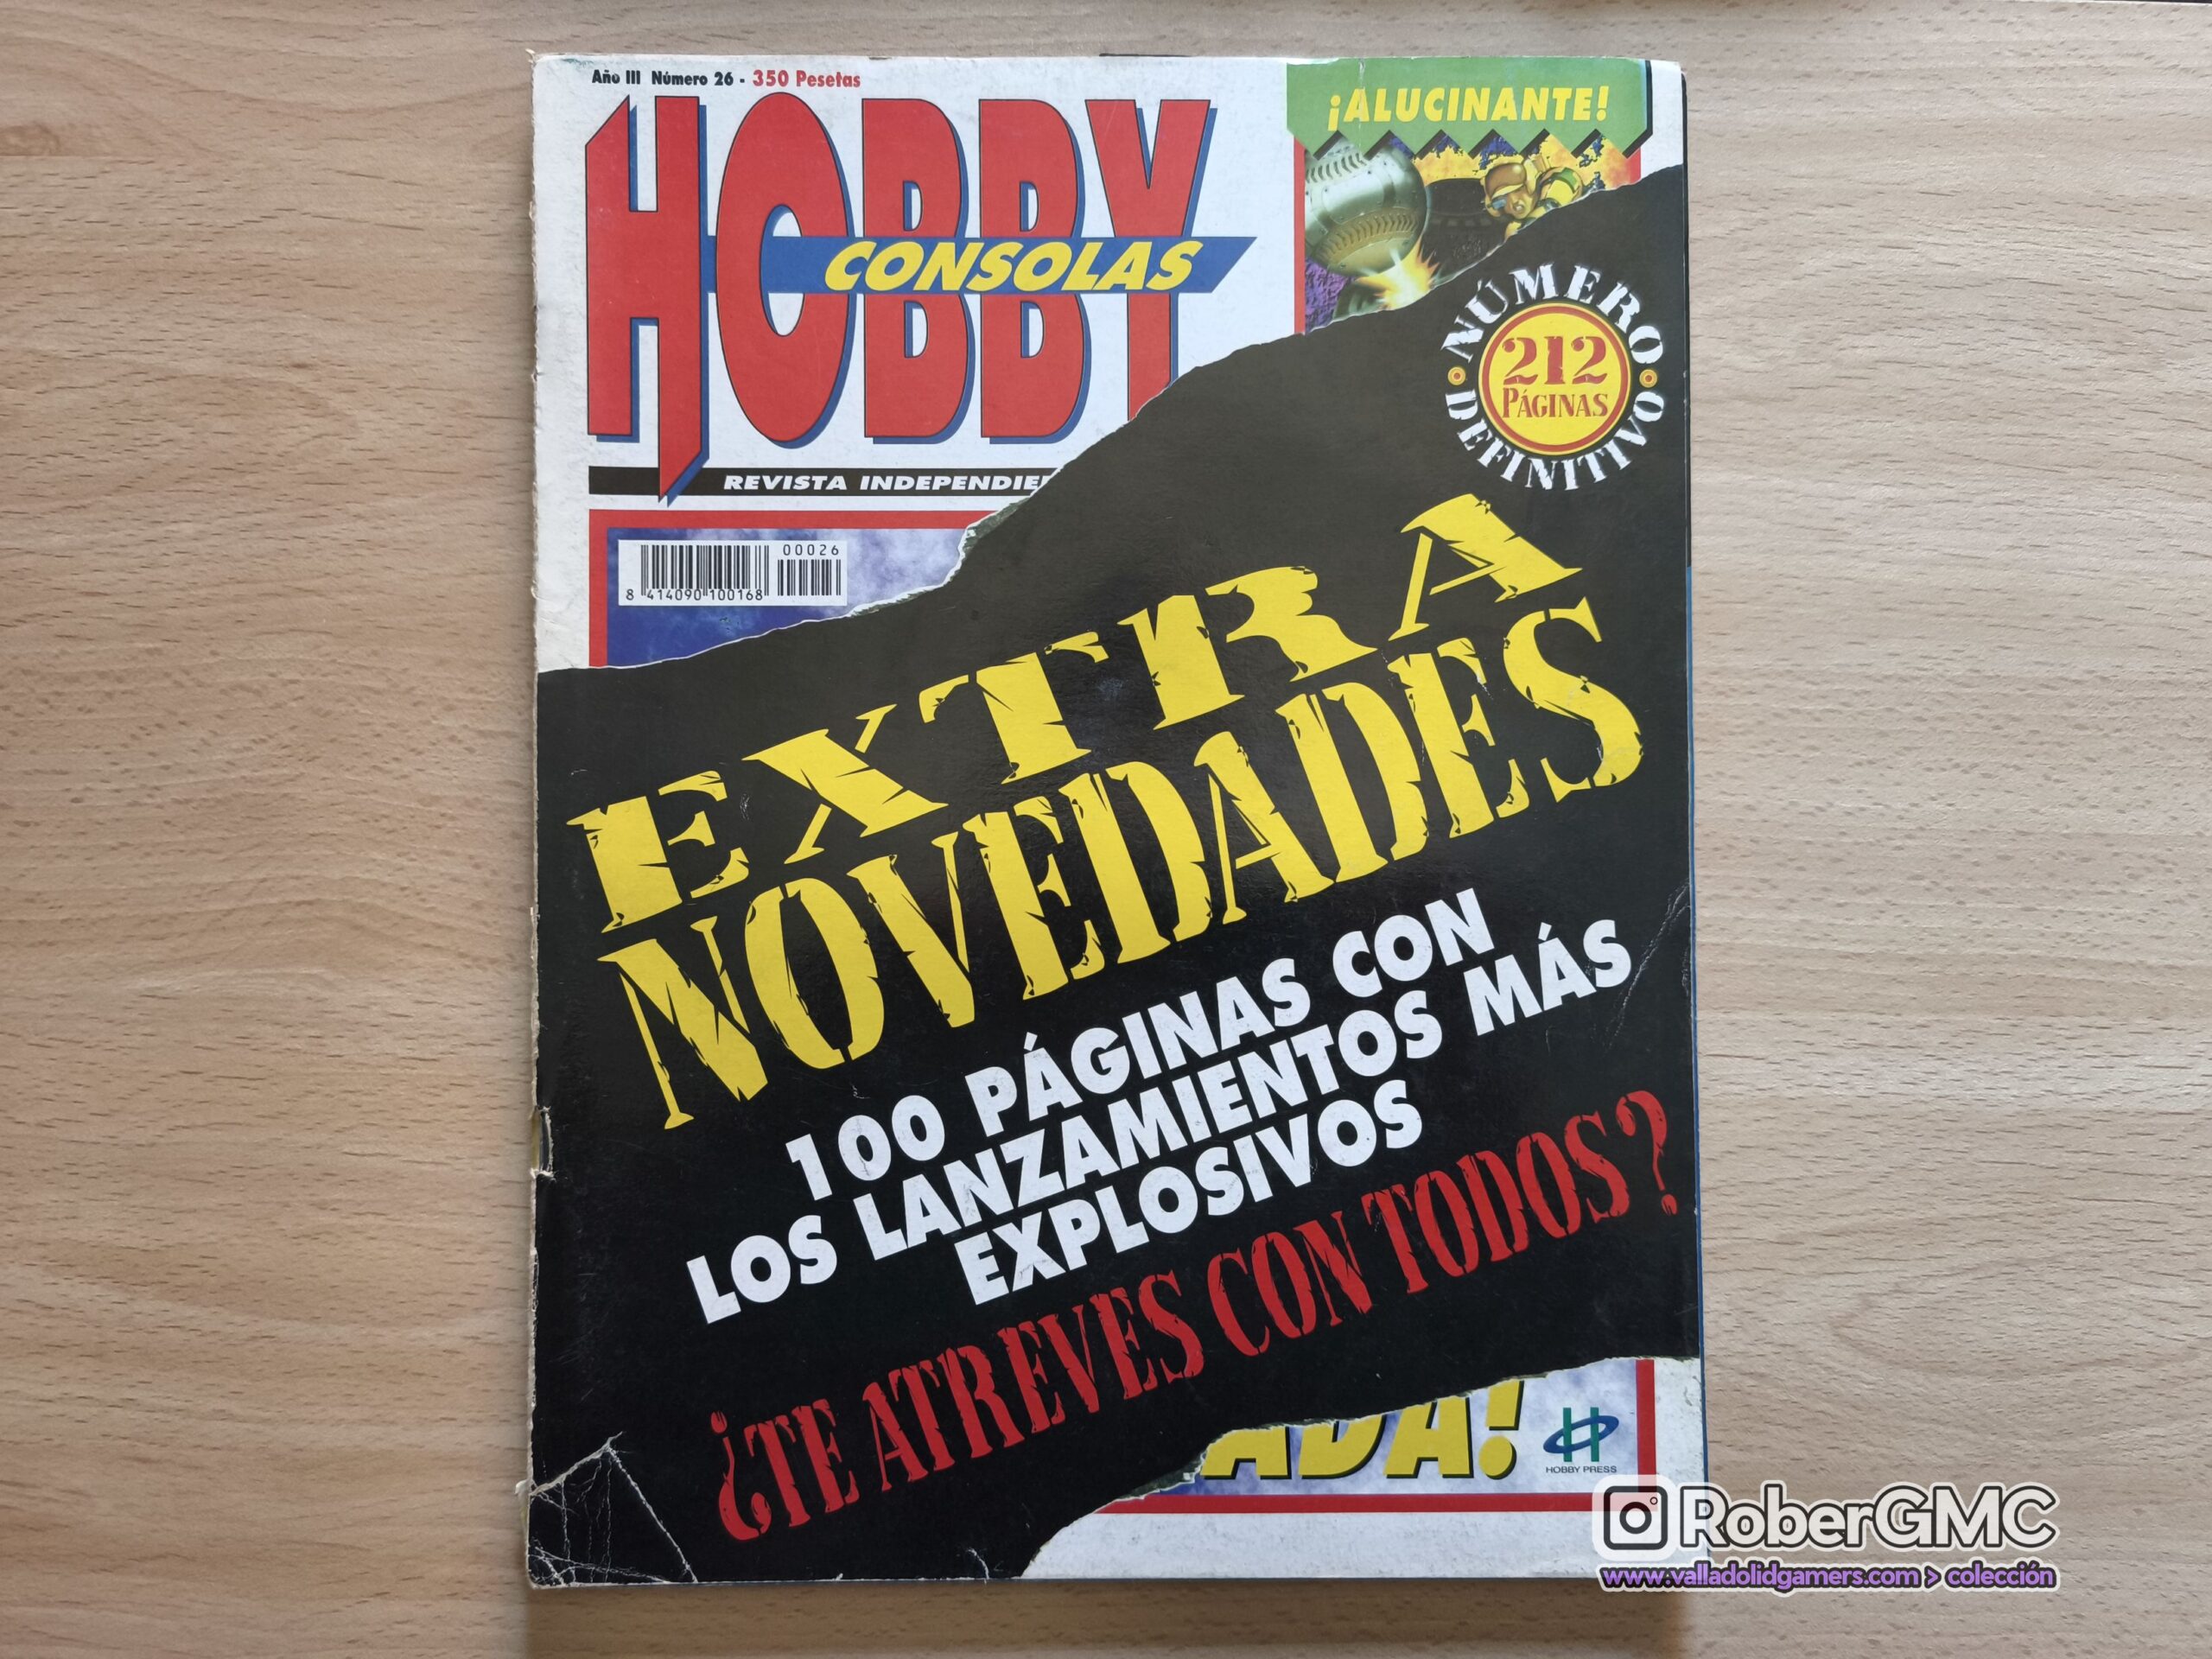 Año III Número 26 - 350 Pesetas
HOBBY
CONSOLAS
REVISTA INDEPENDIE
¡ALUCINANTE!
NÚMERO
212
PÁGINAS
DEFINITIVO
00026
8 414090 100168
EXTRA
NOVEDADES
100 PÁGINAS CON
LOS LANZAMIENTOS MÁS
EXPLOSIVOS
¿TE ATREVES CON TODOS?
ADA!
HOBBY PRESS
RoberGMC
www.valladolidgamers.com > colección